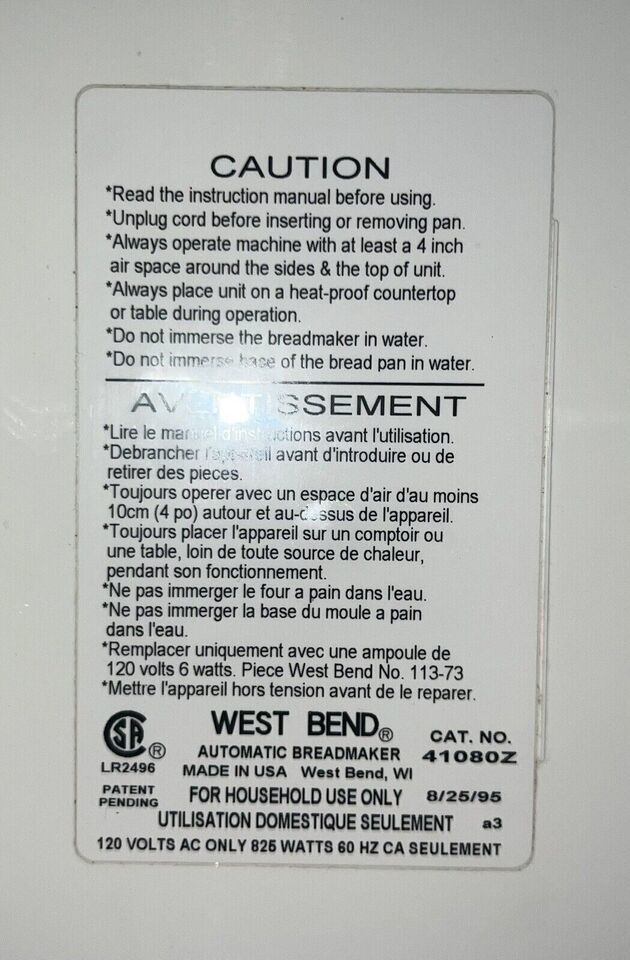 CAUTION
*Read the instruction manual before using.
*Unplug cord before inserting or removing pan.
*Always operate machine with at least a 4 inch
air space around the sides & the top of unit.
*Always place unit on a heat-proof countertop
or table during operation.
*Do not immerse the breadmaker in water.
*Do not immerse base of the bread pan in water.
AVERTISSEMENT
*Lire le manuel d'instructions avant l'utilisation.
*Debrancher l'appareil avant d'introduire ou de
retirer des pieces.
*Toujours operer avec un espace d'air d'au moins
10cm (4 po) autour et au-dessus de l'appareil.
*Toujours placer l'appareil sur un comptoir ou
une table, loin de toute source de chaleur,
pendant son fonctionnement.
*Ne pas immerger le four a pain dans l'eau.
*Ne pas immerger la base du moule a pain
dans l'eau.
*Remplacer uniquement avec une ampoule de
120 volts 6 watts. Piece West Bend No. 113-73
*Mettre l'appareil hors tension avant de le reparer.
SA ® WEST BEND® CAT. NO.
LR2496 AUTOMATIC BREADMAKER 41080Z
MADE IN USA West Bend, WI
PATENT PENDING FOR HOUSEHOLD USE ONLY 8/25/95
UTILISATION DOMESTIQUE SEULEMENT a3
120 VOLTS AC ONLY 825 WATTS 60 HZ CA SEULEMENT